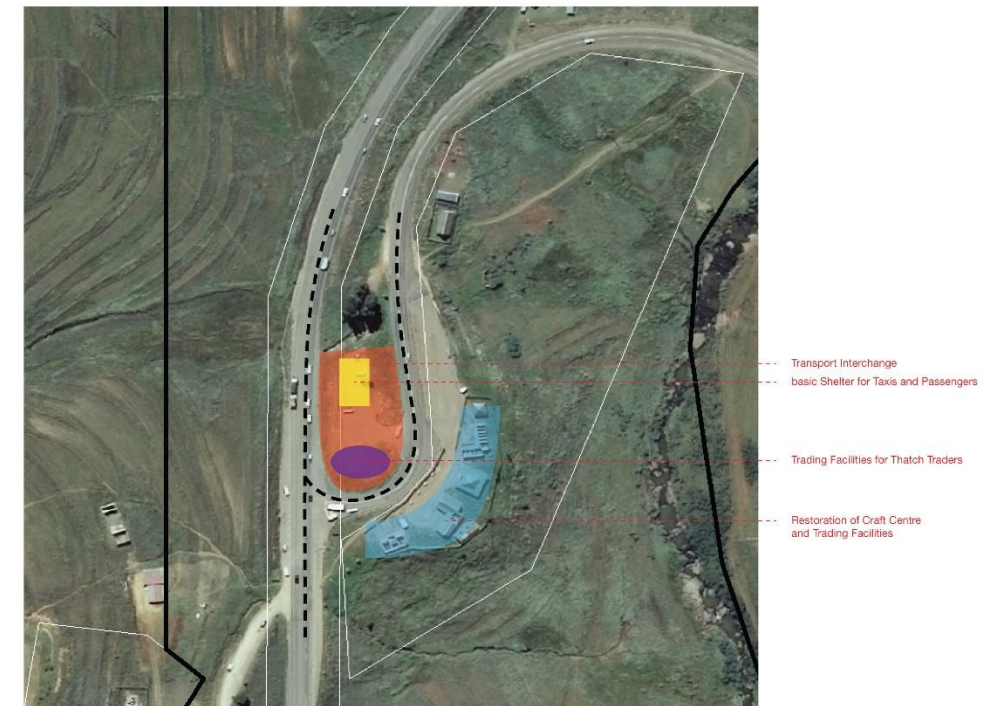 Transport Interchange
basic Shelter for Taxis and Passengers
Trading Facilities for Thatch Traders
Restoration of Craft Centre
and Trading Facilities